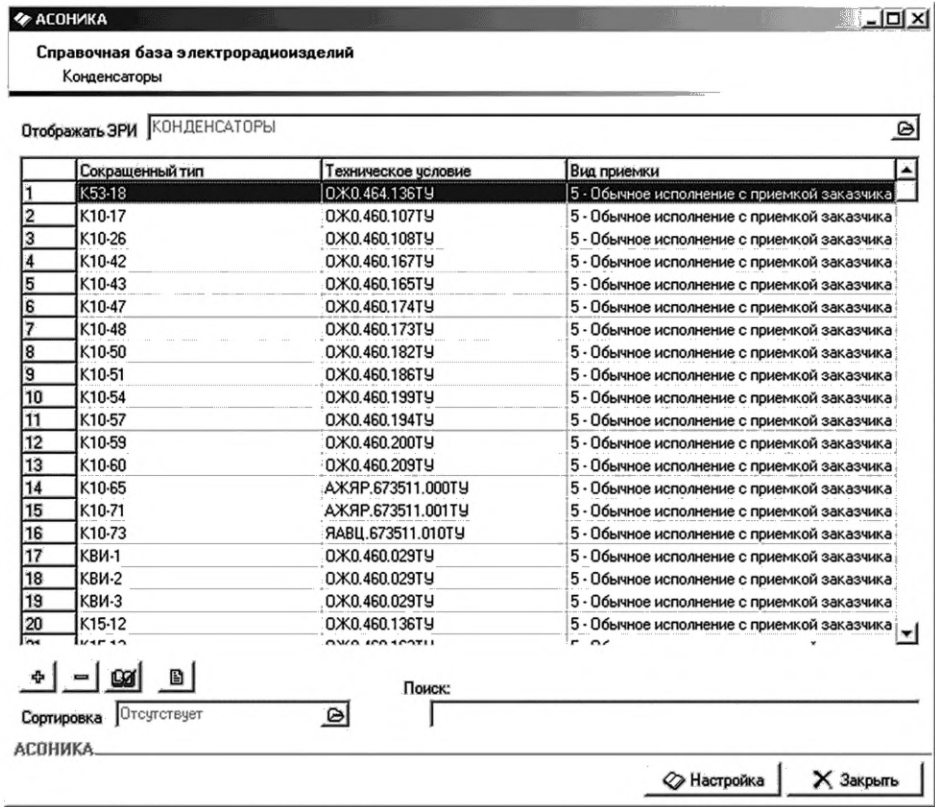 АСОНИКА
Справочная база электрорадиоизделий
Конденсаторы
Отображать ЭРИ КОНДЕНСАТОРЫ
Сокращенный тип Техническое условие Вид приемки
1 К53-18 ОЖ0.464.136ТУ 5 - Обычное исполнение с приемкой заказчика
2 К10-17 ОЖ0.460.107ТУ 5 - Обычное исполнение с приемкой заказчика
3 К10-26 ОЖ0.460.108ТУ 5 - Обычное исполнение с приемкой заказчика
4 К10-42 ОЖ0.460.167ТУ 5 - Обычное исполнение с приемкой заказчика
5 К10-43 ОЖ0.460.165ТУ 5 - Обычное исполнение с приемкой заказчика
6 К10-47 ОЖ0.460.174ТУ 5 - Обычное исполнение с приемкой заказчика
7 К10-48 ОЖ0.460.173ТУ 5 - Обычное исполнение с приемкой заказчика
8 К10-50 ОЖ0.460.182ТУ 5 - Обычное исполнение с приемкой заказчика
9 К10-51 ОЖ0.460.186ТУ 5 - Обычное исполнение с приемкой заказчика
10 К10-54 ОЖ0.460.199ТУ 5 - Обычное исполнение с приемкой заказчика
11 К10-57 ОЖ0.460.194ТУ 5 - Обычное исполнение с приемкой заказчика
12 К10-59 ОЖ0.460.200ТУ 5 - Обычное исполнение с приемкой заказчика
13 К10-60 ОЖ0.460.209ТУ 5 - Обычное исполнение с приемкой заказчика
14 К10-65 АЖЯР.673511.000ТУ 5 - Обычное исполнение с приемкой заказчика
15 К10-71 АЖЯР.673511.001ТУ 5 - Обычное исполнение с приемкой заказчика
16 К10-73 ЯАВЦ.673511.010ТУ 5 - Обычное исполнение с приемкой заказчика
17 КВИ-1 ОЖ0.460.029ТУ 5 - Обычное исполнение с приемкой заказчика
18 КВИ-2 ОЖ0.460.029ТУ 5 - Обычное исполнение с приемкой заказчика
19 КВИ-3 ОЖ0.460.029ТУ 5 - Обычное исполнение с приемкой заказчика
20 К15-12 ОЖ0.460.136ТУ 5 - Обычное исполнение с приемкой заказчика
Поиск:
Сортировка Отсутствует
АСОНИКА
Настройка Закрыть